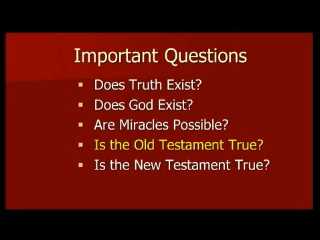 Important Questions
Does Truth Exist?
Does God Exist?
Are Miracles Possible?
Is the Old Testament True?
Is the New Testament True?